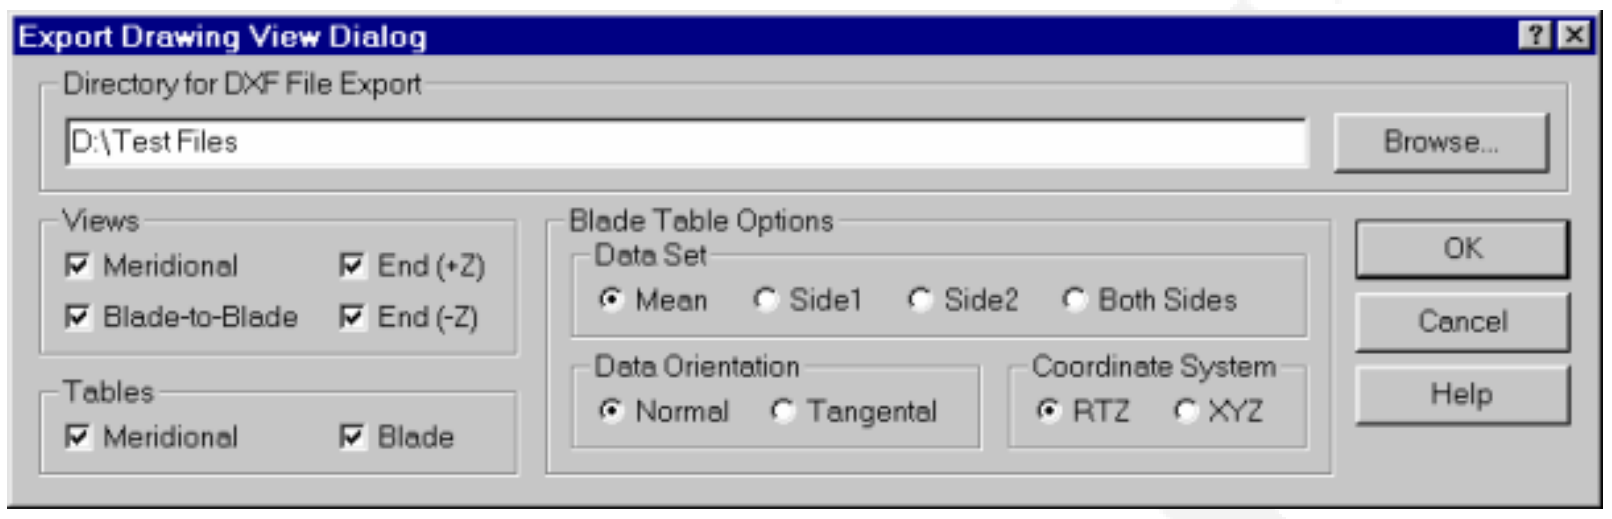 Export Drawing View Dialog
Directory for DXF File Export
D:\Test Files
Browse...
Views
Meridional End (+Z)
Blade-to-Blade End (-Z)
Tables
Meridional Blade
Blade Table Options
Data Set
Mean Side1 Side2 Both Sides
Data Orientation
Normal Tangental
Coordinate System
RTZ XYZ
OK
Cancel
Help